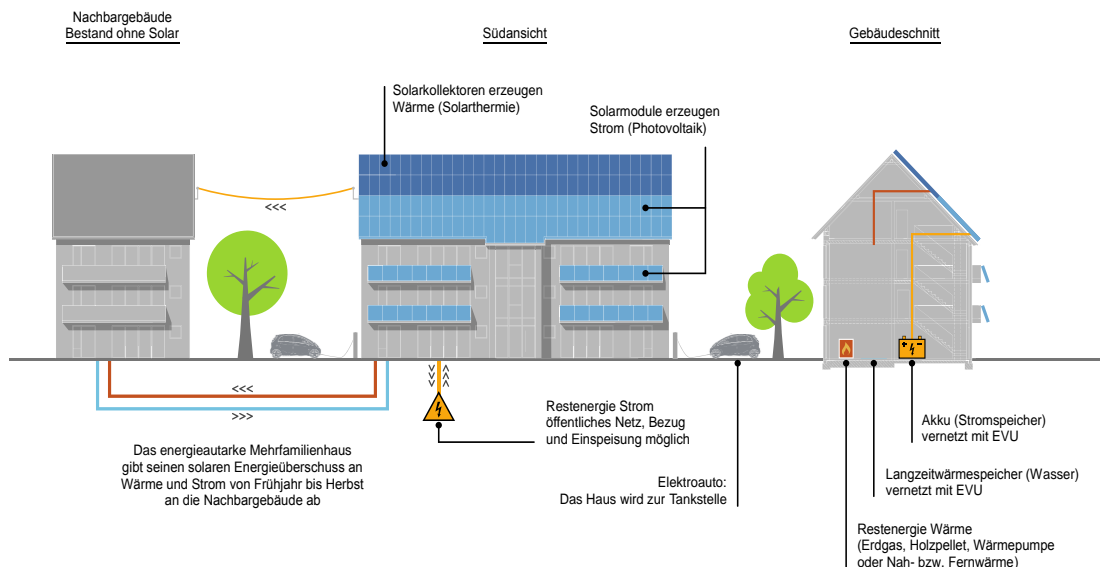 Nachbargebäude
Bestand ohne Solar
Südansicht
Gebäudeschnitt
Solarkollektoren erzeugen
Wärme (Solarthermie)
Solarmodule erzeugen
Strom (Photovoltaik)
<<<
<<<
>>>
<<<
>>>
Das energieautarke Mehrfamilienhaus
gibt seinen solaren Energieüberschuss an
Wärme und Strom von Frühjahr bis Herbst
an die Nachbargebäude ab
Restenergie Strom
öffentliches Netz, Bezug
und Einspeisung möglich
Elektroauto:
Das Haus wird zur Tankstelle
Akku (Stromspeicher)
vernetzt mit EVU
Langzeitwärmespeicher (Wasser)
vernetzt mit EVU
Restenergie Wärme
(Erdgas, Holzpellet, Wärmepumpe
oder Nah- bzw. Fernwärme)